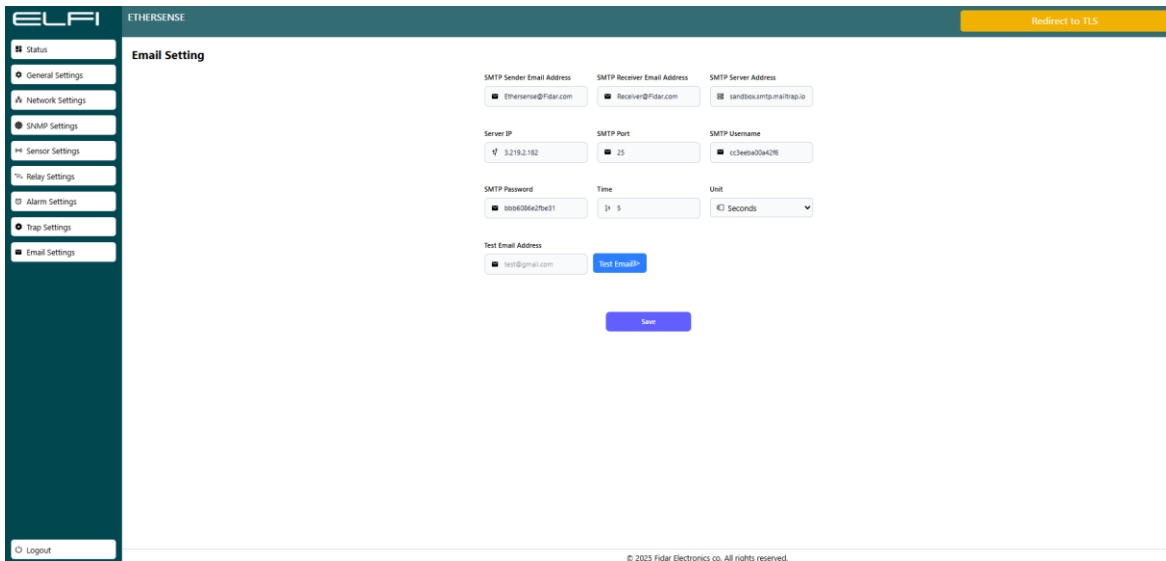 ELFI
ETHERSENSE
Redirect to TLS
Status
General Settings
Network Settings
SNMP Settings
Sensor Settings
Relay Settings
Alarm Settings
Trap Settings
Email Settings
Logout
Email Setting
SMTP Sender Email Address SMTP Receiver Email Address SMTP Server Address
Ethersense@Fidar.com Receiver@Fidar.com sandbox.smtp.mailtrap.io
Server IP SMTP Port SMTP Username
3.219.2.182 25 cc3eeba00a42f6
SMTP Password Time Unit
bbb6086e2fbe31 5 Seconds
Test Email Address
test@gmail.com Test Email
Save
© 2025 Fidar Electronics co. All rights reserved.